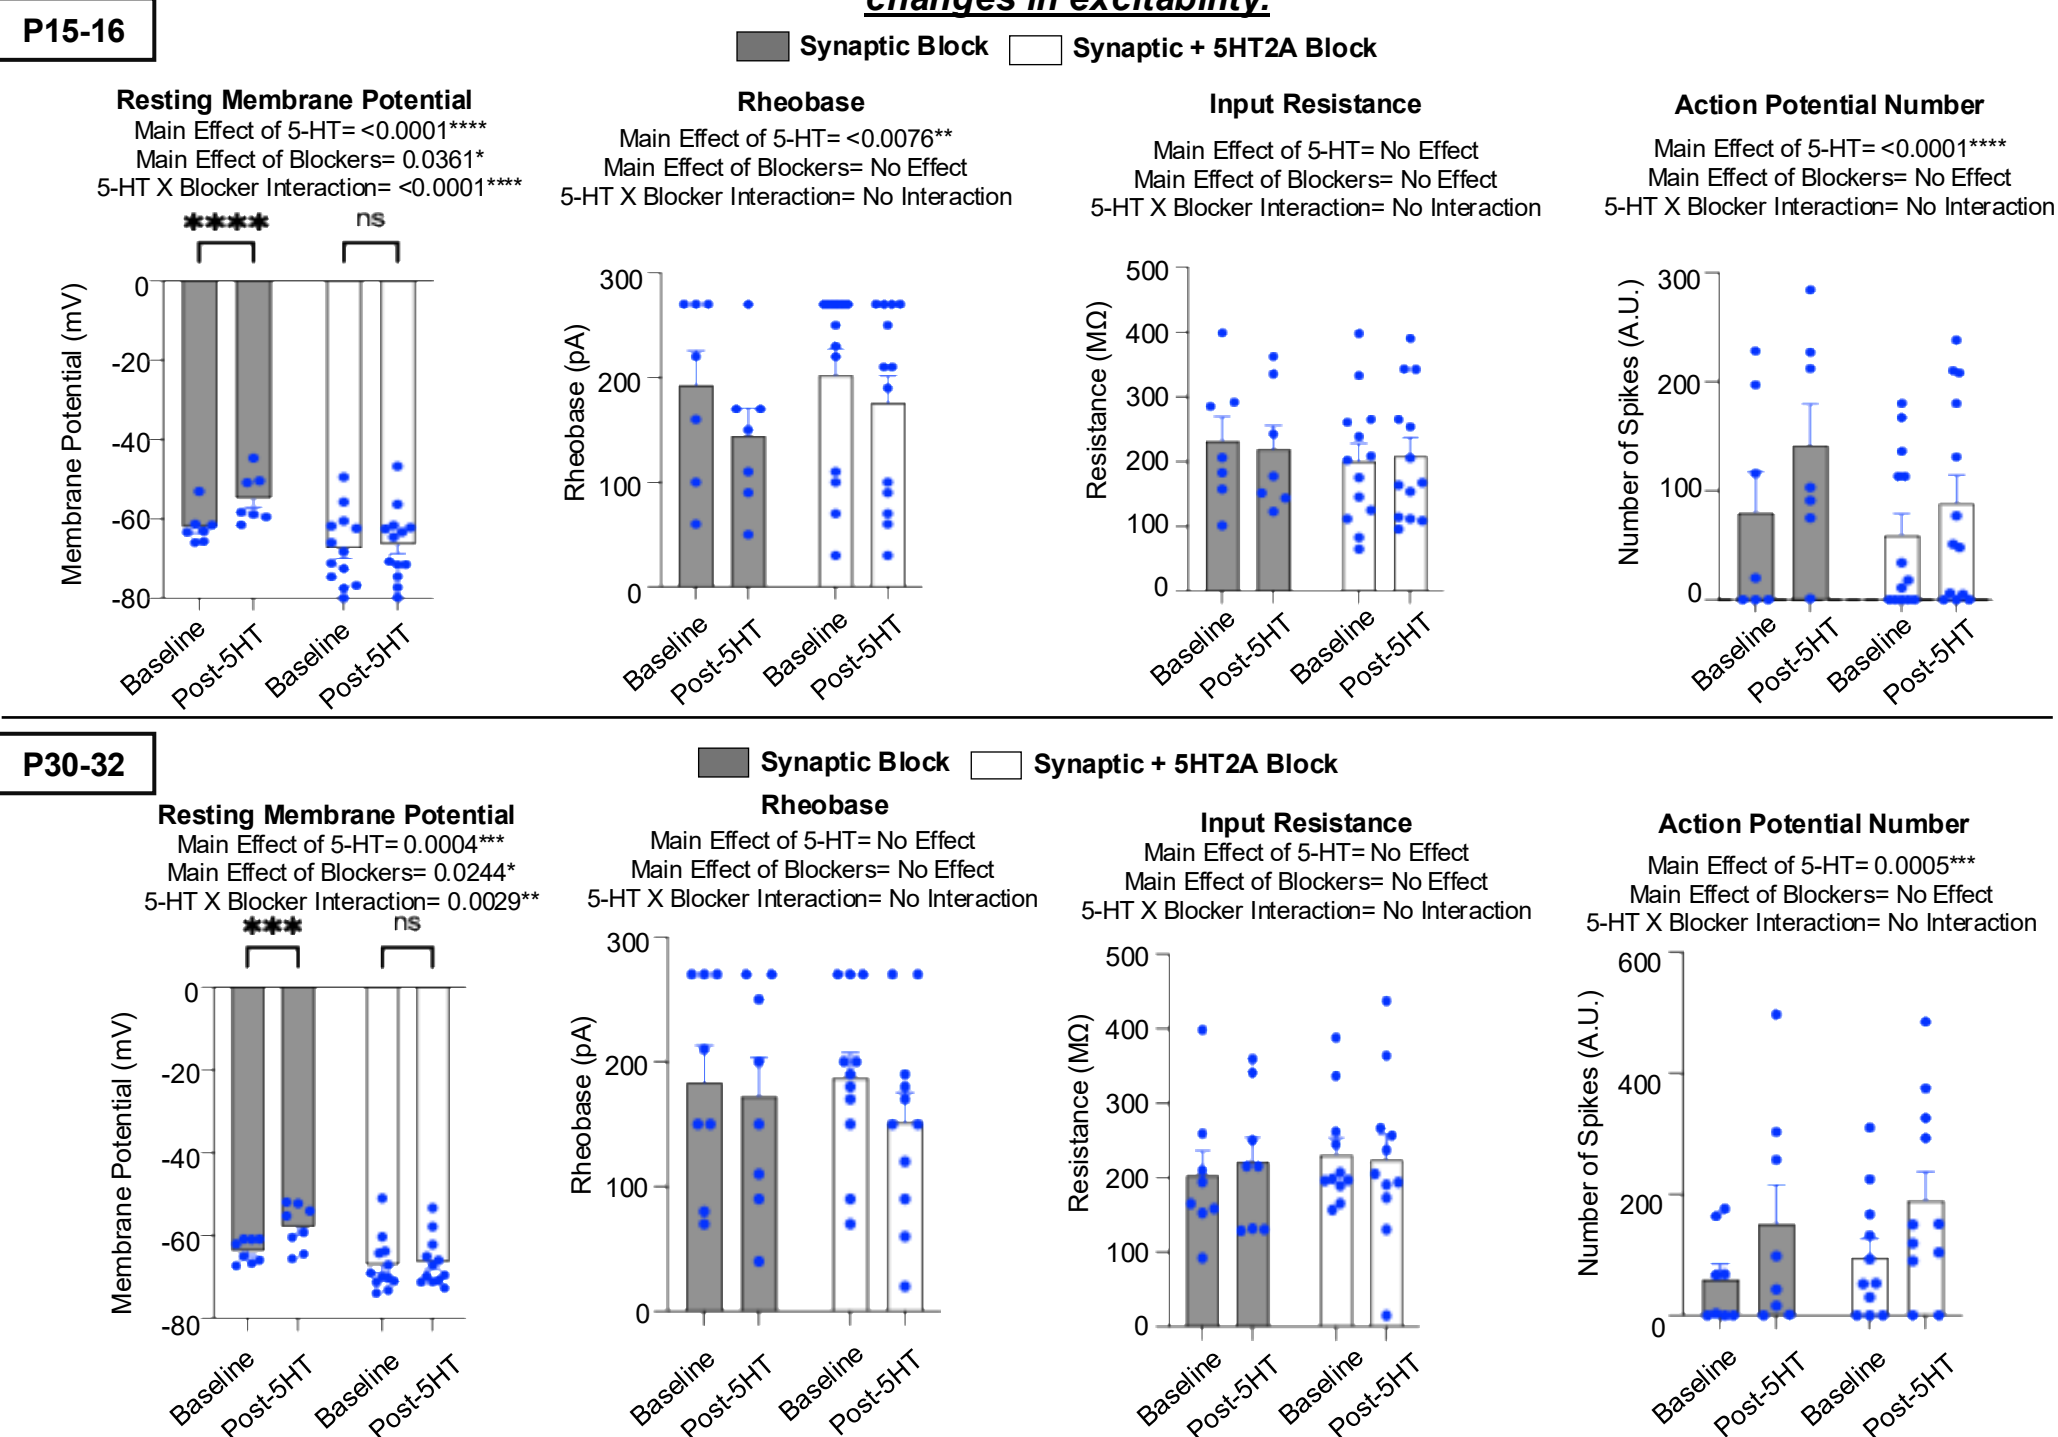 changes in excitability.
P15-16
Synaptic Block
Synaptic + 5HT2A Block
Resting Membrane Potential
Main Effect of 5-HT= <0.0001****
Main Effect of Blockers= 0.0361*
5-HT X Blocker Interaction= <0.0001****
****
ns
Membrane Potential (mV)
0
-20
-40
-60
-80
Baseline
Post-5HT
Baseline
Post-5HT
Rheobase
Main Effect of 5-HT= <0.0076**
Main Effect of Blockers= No Effect
5-HT X Blocker Interaction= No Interaction
Rheobase (pA)
300
200
100
0
Baseline
Post-5HT
Baseline
Post-5HT
Input Resistance
Main Effect of 5-HT= No Effect
Main Effect of Blockers= No Effect
5-HT X Blocker Interaction= No Interaction
Resistance (MΩ)
500
400
300
200
100
0
Baseline
Post-5HT
Baseline
Post-5HT
Action Potential Number
Main Effect of 5-HT= <0.0001****
Main Effect of Blockers= No Effect
5-HT X Blocker Interaction= No Interaction
Number of Spikes (A.U.)
300
200
100
0
Baseline
Post-5HT
Baseline
Post-5HT
P30-32
Synaptic Block
Synaptic + 5HT2A Block
Resting Membrane Potential
Main Effect of 5-HT= 0.0004***
Main Effect of Blockers= 0.0244*
5-HT X Blocker Interaction= 0.0029**
***
ns
Membrane Potential (mV)
0
-20
-40
-60
-80
Baseline
Post-5HT
Baseline
Post-5HT
Rheobase
Main Effect of 5-HT= No Effect
Main Effect of Blockers= No Effect
5-HT X Blocker Interaction= No Interaction
Rheobase (pA)
300
200
100
0
Baseline
Post-5HT
Baseline
Post-5HT
Input Resistance
Main Effect of 5-HT= No Effect
Main Effect of Blockers= No Effect
5-HT X Blocker Interaction= No Interaction
Resistance (MΩ)
500
400
300
200
100
0
Baseline
Post-5HT
Baseline
Post-5HT
Action Potential Number
Main Effect of 5-HT= 0.0005***
Main Effect of Blockers= No Effect
5-HT X Blocker Interaction= No Interaction
Number of Spikes (A.U.)
600
400
200
0
Baseline
Post-5HT
Baseline
Post-5HT